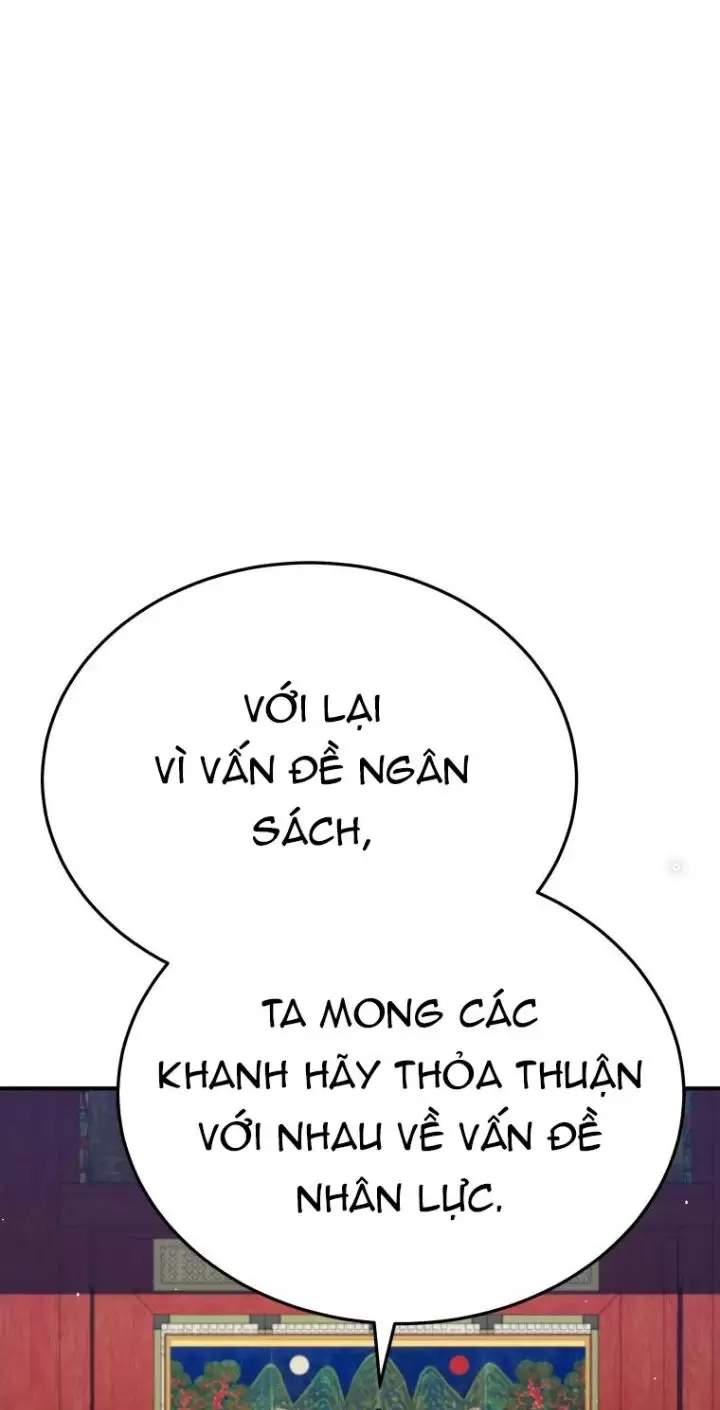 VỚI LẠI
VÌ VẤN ĐỀ NGÂN
SÁCH,
TA MONG CÁC
KHANH HÃY THỎA THUẬN
VỚI NHAU VỀ VẤN ĐỀ
NHÂN LỰC.